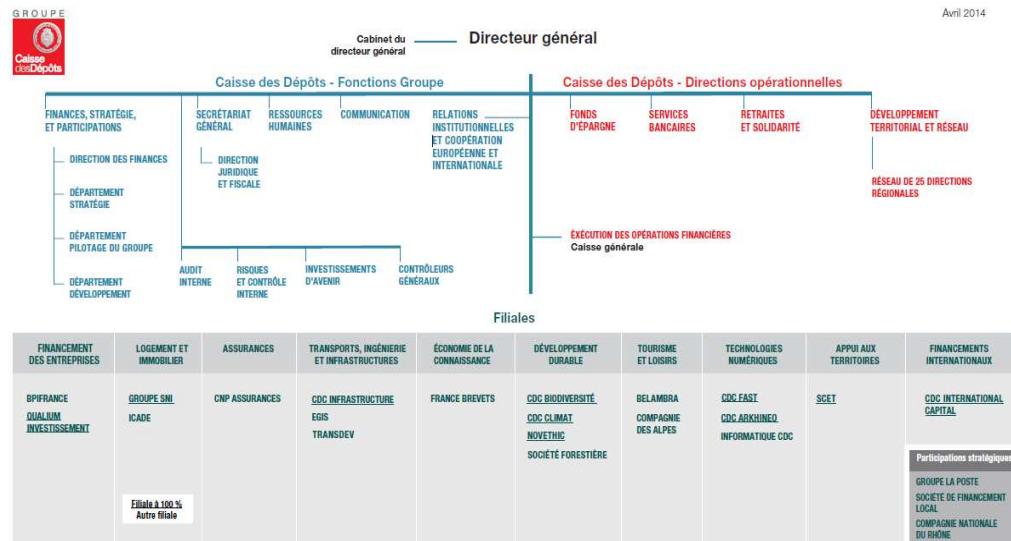 GROUPE
Caisse
desDépôts
Avril 2014
Cabinet du
directeur général
Directeur général
Caisse des Dépôts - Fonctions Groupe
Caisse des Dépôts - Directions opérationnelles
FINANCES, STRATÉGIE,
ET PARTICIPATIONS
SECRÉTARIAT
GÉNÉRAL
RESSOURCES
HUMAINES
COMMUNICATION
RELATIONS
INSTITUTIONNELLES
ET COOPÉRATION
EUROPÉENNE ET
INTERNATIONALE
FONDS
D'ÉPARGNE
SERVICES
BANCAIRES
RETRAITES
ET SOLIDARITÉ
DÉVELOPPEMENT
TERRITORIAL ET RÉSEAU
DIRECTION DES FINANCES
DÉPARTEMENT
STRATÉGIE
DÉPARTEMENT
PILOTAGE DU GROUPE
DÉPARTEMENT
DÉVELOPPEMENT
DIRECTION
JURIDIQUE
ET FISCALE
RÉSEAU DE 25 DIRECTIONS
RÉGIONALES
EXÉCUTION DES OPÉRATIONS FINANCIÈRES
Caisse générale
AUDIT
INTERNE
RISQUES
ET CONTRÔLE
INTERNE
INVESTISSEMENTS
D'AVENIR
CONTRÔLEURS
GÉNÉRAUX
Filiales
FINANCEMENT
DES ENTREPRISES
BPIFRANCE
QUALIUM
INVESTISSEMENT
LOGEMENT ET
IMMOBILIER
GROUPE SNI
ICADE
Filiale à 100 %
Autre filiale
ASSURANCES
CNP ASSURANCES
TRANSPORTS, INGÉNIERIE
ET INFRASTRUCTURES
CDC INFRASTRUCTURE
EGIS
TRANSDEV
ÉCONOMIE DE LA
CONNAISSANCE
FRANCE BREVETS
DÉVELOPPEMENT
DURABLE
CDC BIODIVERSITÉ
CDC CLIMAT
NOVETHIC
SOCIÉTÉ FORESTIÈRE
TOURISME
ET LOISIRS
BELAMBRA
COMPAGNIE
DES ALPES
TECHNOLOGIES
NUMÉRIQUES
CDC FAST
CDC ARKHINEO
INFORMATIQUE CDC
APPUI AUX
TERRITOIRES
SCET
FINANCEMENTS
INTERNATIONAUX
CDC INTERNATIONAL
CAPITAL
Participations stratégiques
GROUPE LA POSTE
SOCIÉTÉ DE FINANCEMENT
LOCAL
COMPAGNIE NATIONALE
DU RHÔNE